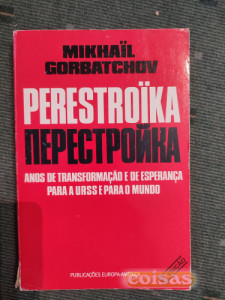 MIKHAÏL
GORBATCHOV
PERESTROÏKA
ПЕРЕСТРОЙКА
ANOS DE TRANSFORMAÇÃO E DE ESPERANÇA
PARA A URSS E PARA O MUNDO
PUBLICAÇÕES EUROPA-AMÉRICA
coisas